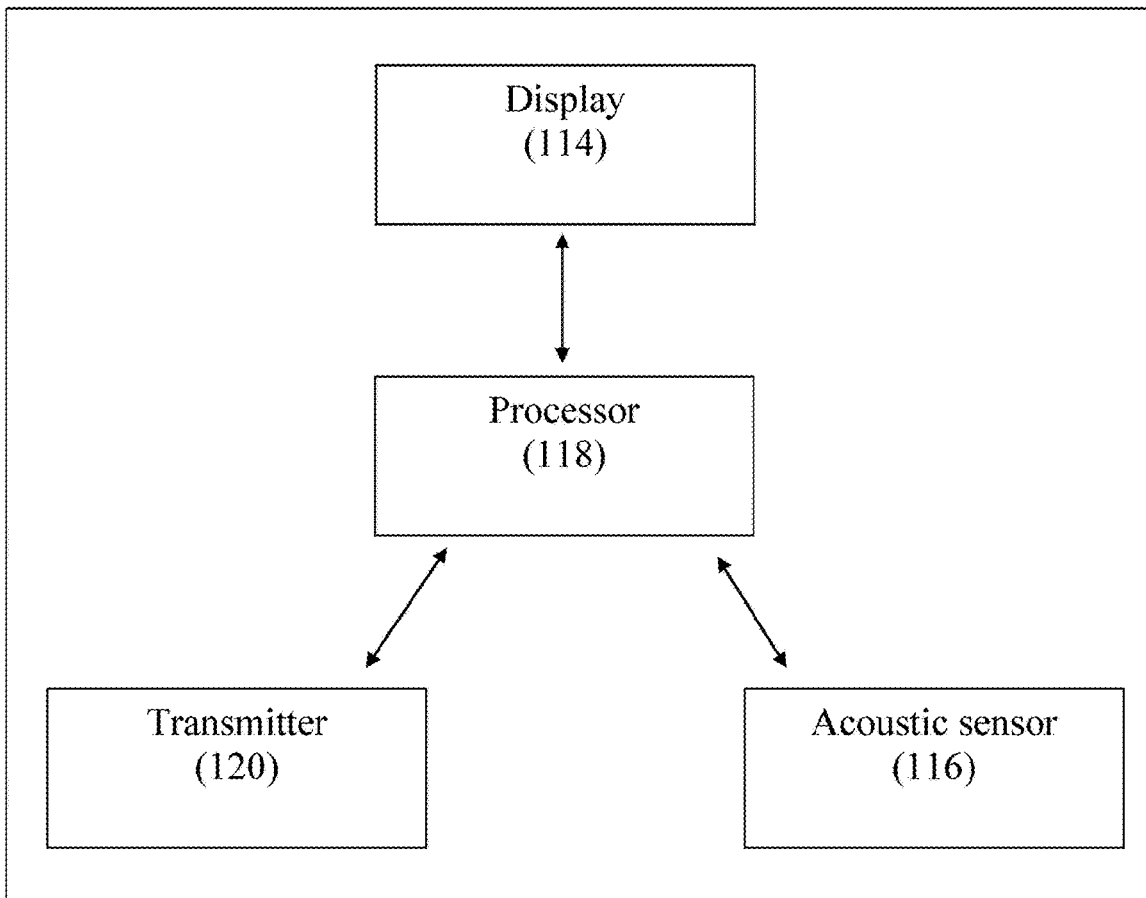 Display
(114)
Processor
(118)
Transmitter
(120)
Acoustic sensor
(116)